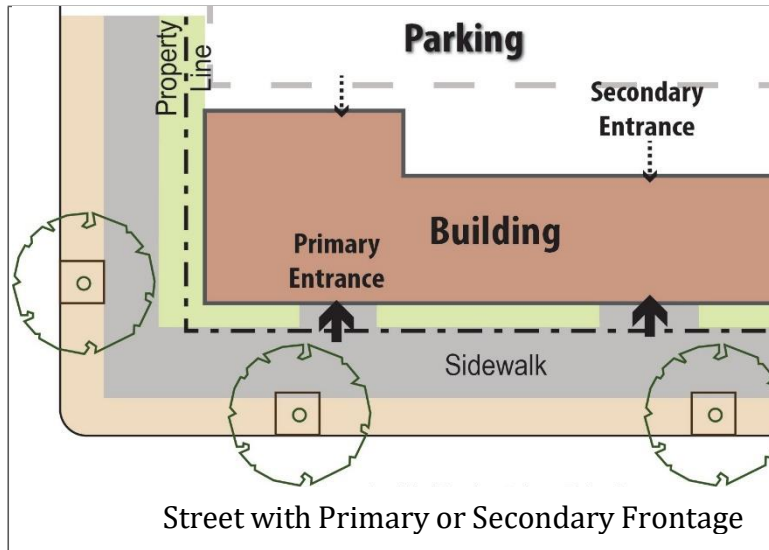 Parking
Property
Line
Secondary
Entrance
Building
Primary
Entrance
Sidewalk
Street with Primary or Secondary Frontage